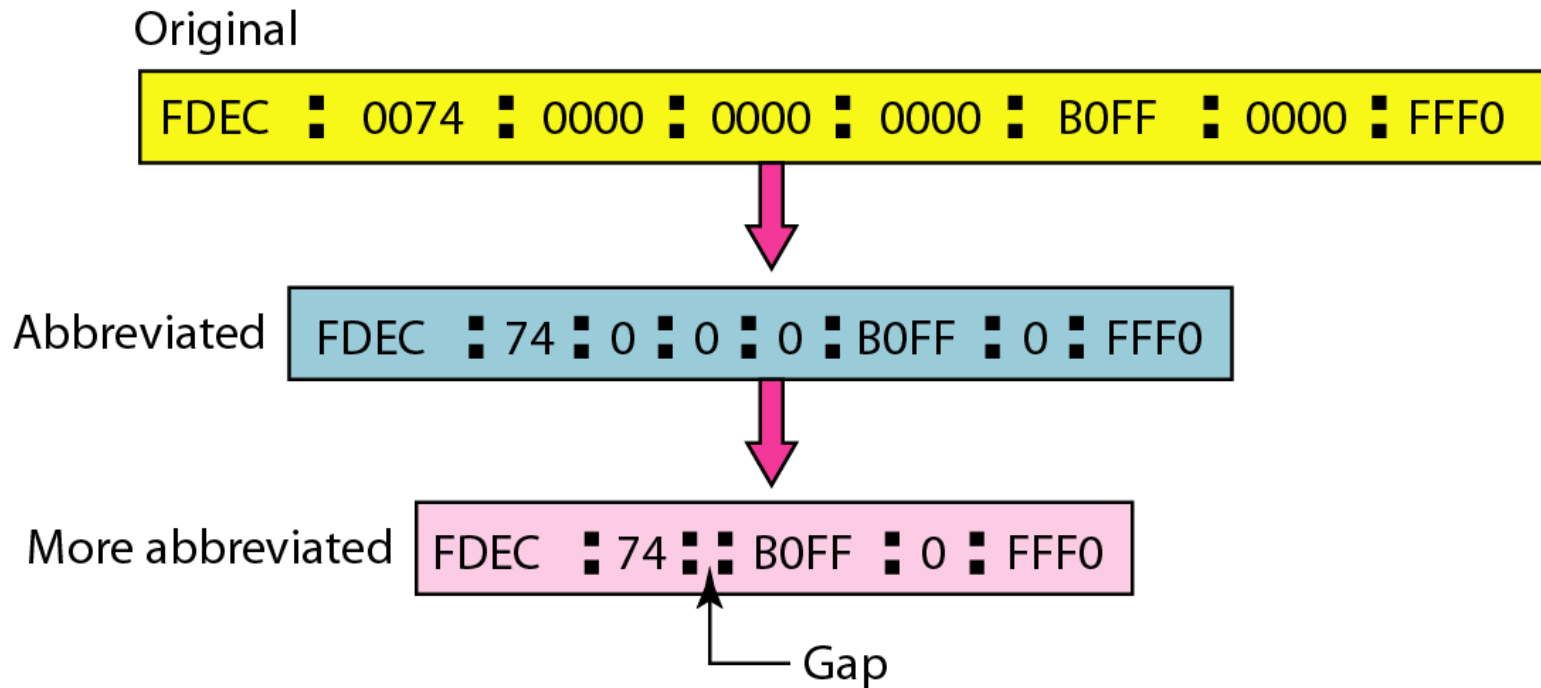 Original
FDEC : 0074 : 0000 : 0000 : 0000 : B0FF : 0000 : FFF0
Abbreviated FDEC : 74 : 0 : 0 : 0 : B0FF : 0 : FFF0
More abbreviated FDEC : 74 : : B0FF : 0 : FFF0
Gap